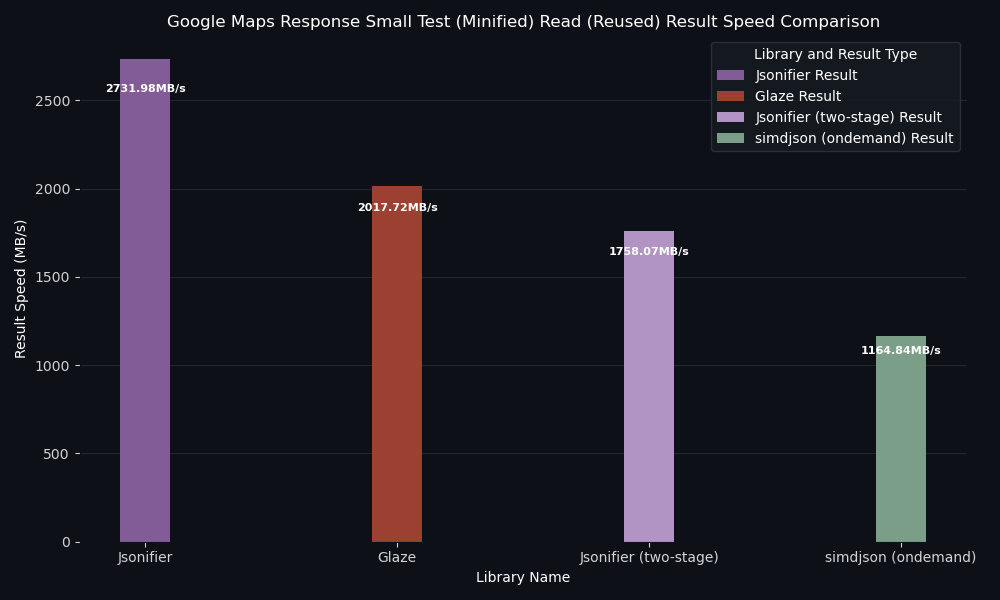 Google Maps Response Small Test (Minified) Read (Reused) Result Speed Comparison
Library and Result Type
Jsonifier Result
Glaze Result
Jsonifier (two-stage) Result
simdjson (ondemand) Result
Result Speed (MB/s)
2500
2000
1500
1000
500
0
2731.98MB/s
2017.72MB/s
1758.07MB/s
1164.84MB/s
Jsonifier
Glaze
Jsonifier (two-stage)
simdjson (ondemand)
Library Name